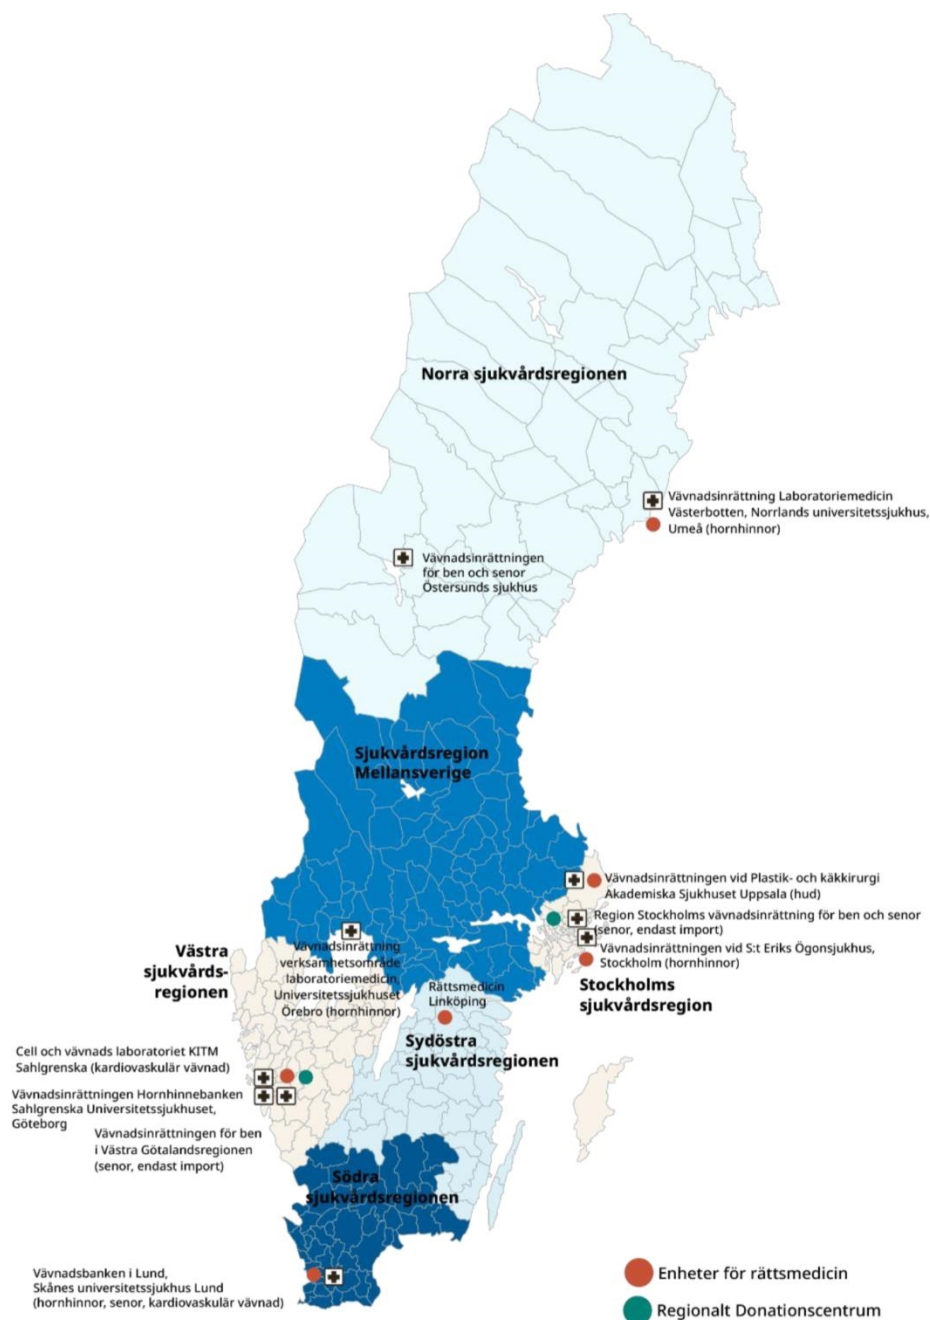 Norra sjukvårdsregionen
Vävnadsinrättning Laboratoriemedicin
Västerbotten, Norrlands universitetssjukhus,
Umeå (hornhinnor)
Vävnadsinrättningen
för ben och senor
Östersunds sjukhus
Sjukvårdsregion
Mellansverige
Vävnadsinrättningen vid Plastik- och käkkirurgi
Akademiska Sjukhuset Uppsala (hud)
Region Stockholms vävnadsinrättning för ben och senor
(senor, endast import)
Vävnadsinrättningen vid S:t Eriks Ögonsjukhus,
Stockholm (hornhinnor)
Stockholms
sjukvårdsregion
Västra
sjukvårds-
regionen
Vävnadsinrättning
verksamhetsområde
laboratoriemedicin,
Universitetssjukhuset
Örebro (hornhinnor)
Rättsmedicin
Linköping
Sydöstra
sjukvårdsregionen
Cell och vävnads laboratoriet KITM
Sahlgrenska (kardiovaskulär vävnad)
Vävnadsinrättningen Hornhinnebanken
Sahlgrenska Universitetssjukhuset,
Göteborg
Vävnadsinrättningen för ben
i Västra Götalandsregionen
(senor, endast import)
Södra
sjukvårdsregionen
Vävnadsbanken i Lund,
Skånes universitetssjukhus Lund
(hornhinnor, senor, kardiovaskulär vävnad)
Enheter för rättsmedicin
Regionalt Donationscentrum